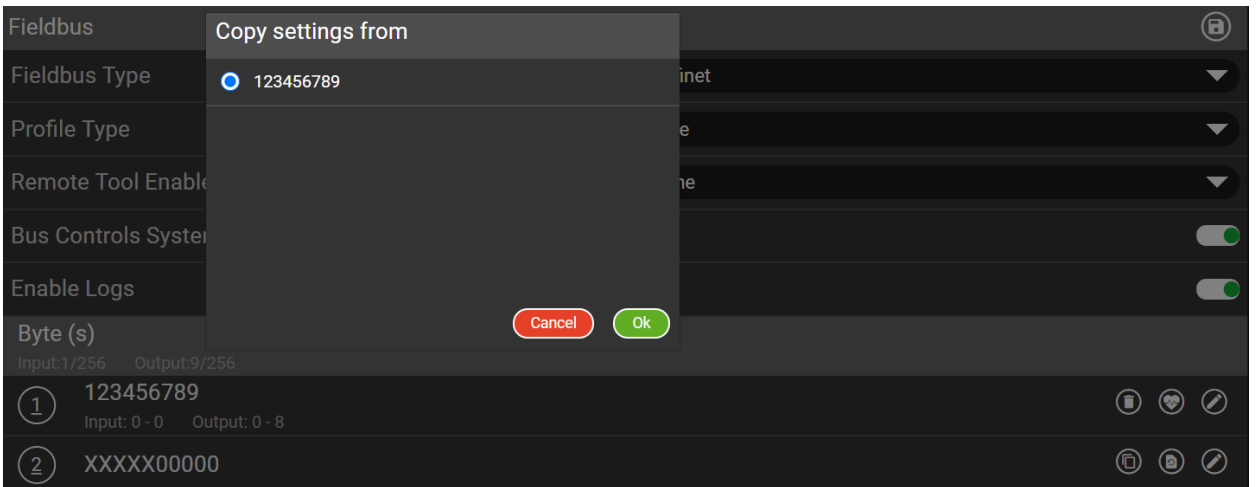 Fieldbus
Copy settings from
Fieldbus Type
123456789
inet
Profile Type
e
Remote Tool Enable
ne
Bus Controls System
Enable Logs
Cancel
Ok
Byte (s)
Input:1/256 Output:9/256
1
123456789
Input: 0 - 0 Output: 0 - 8
2
XXXXX00000